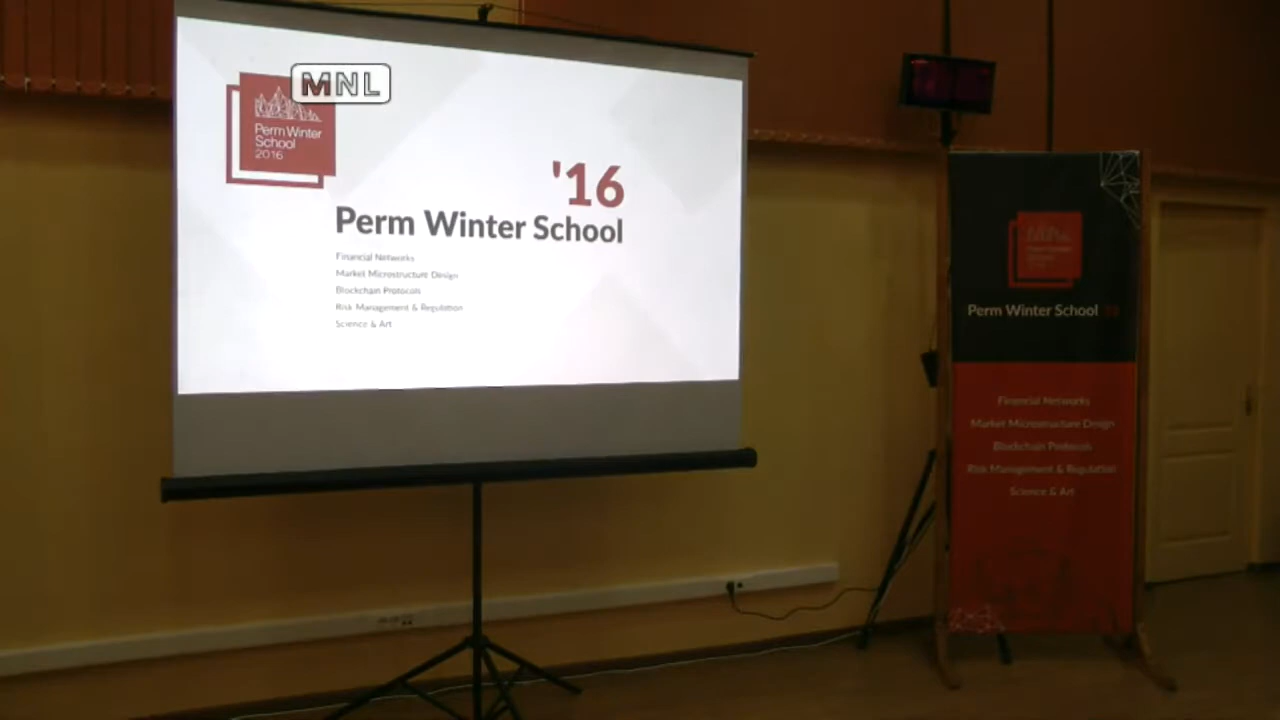 MNL
Perm Winter
School
2016
'16
Perm Winter School
Financial Networks
Market Microstructure Design
Blockchain Protocols
Risk Management & Regulation
Science & Art
Perm Winter School '16
Financial Networks
Market Microstructure Design
Blockchain Protocols
Risk Management & Regulation
Science & Art